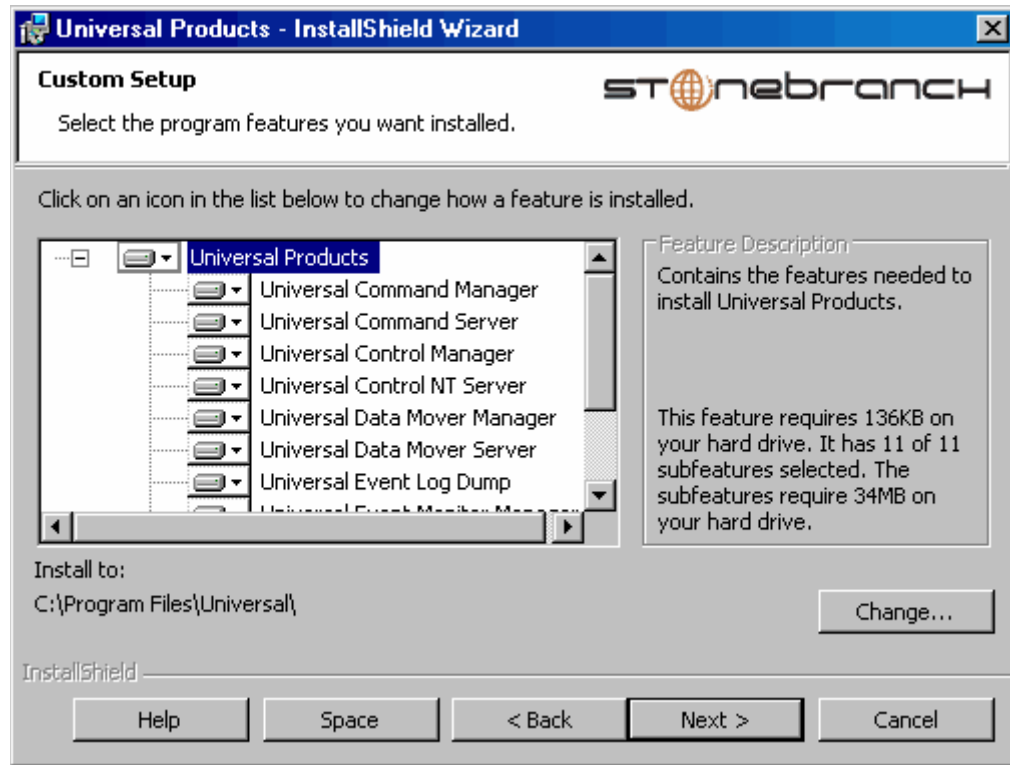 Universal Products - InstallShield Wizard
Custom Setup
STONEBRANCH
Select the program features you want installed.
Click on an icon in the list below to change how a feature is installed.
Universal Products
Universal Command Manager
Universal Command Server
Universal Control Manager
Universal Control NT Server
Universal Data Mover Manager
Universal Data Mover Server
Universal Event Log Dump
Universal Event Monitor Manager
Feature Description
Contains the features needed to
install Universal Products.
This feature requires 136KB on
your hard drive. It has 11 of 11
subfeatures selected. The
subfeatures require 34MB on
your hard drive.
Install to:
C:\Program Files\Universal\
Change...
InstallShield
Help
Space
< Back
Next >
Cancel